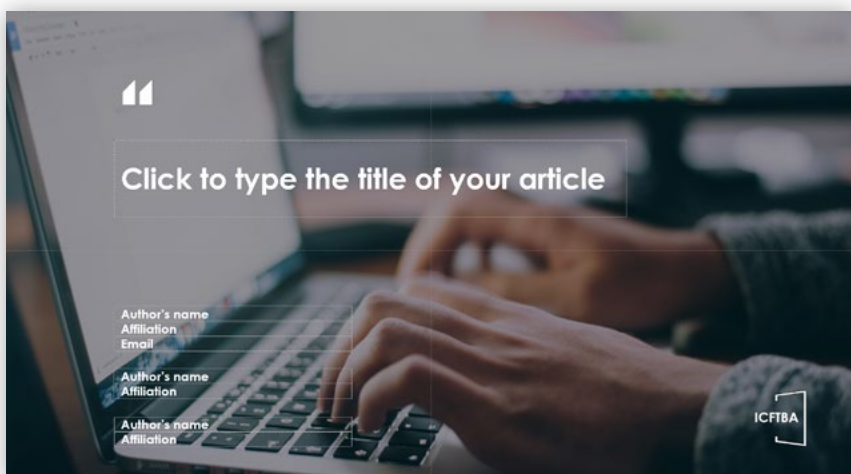 Click to type the title of your article
Author's name
Affiliation
Email
Author's name
Affiliation
Author's name
Affiliation
ICFTBA